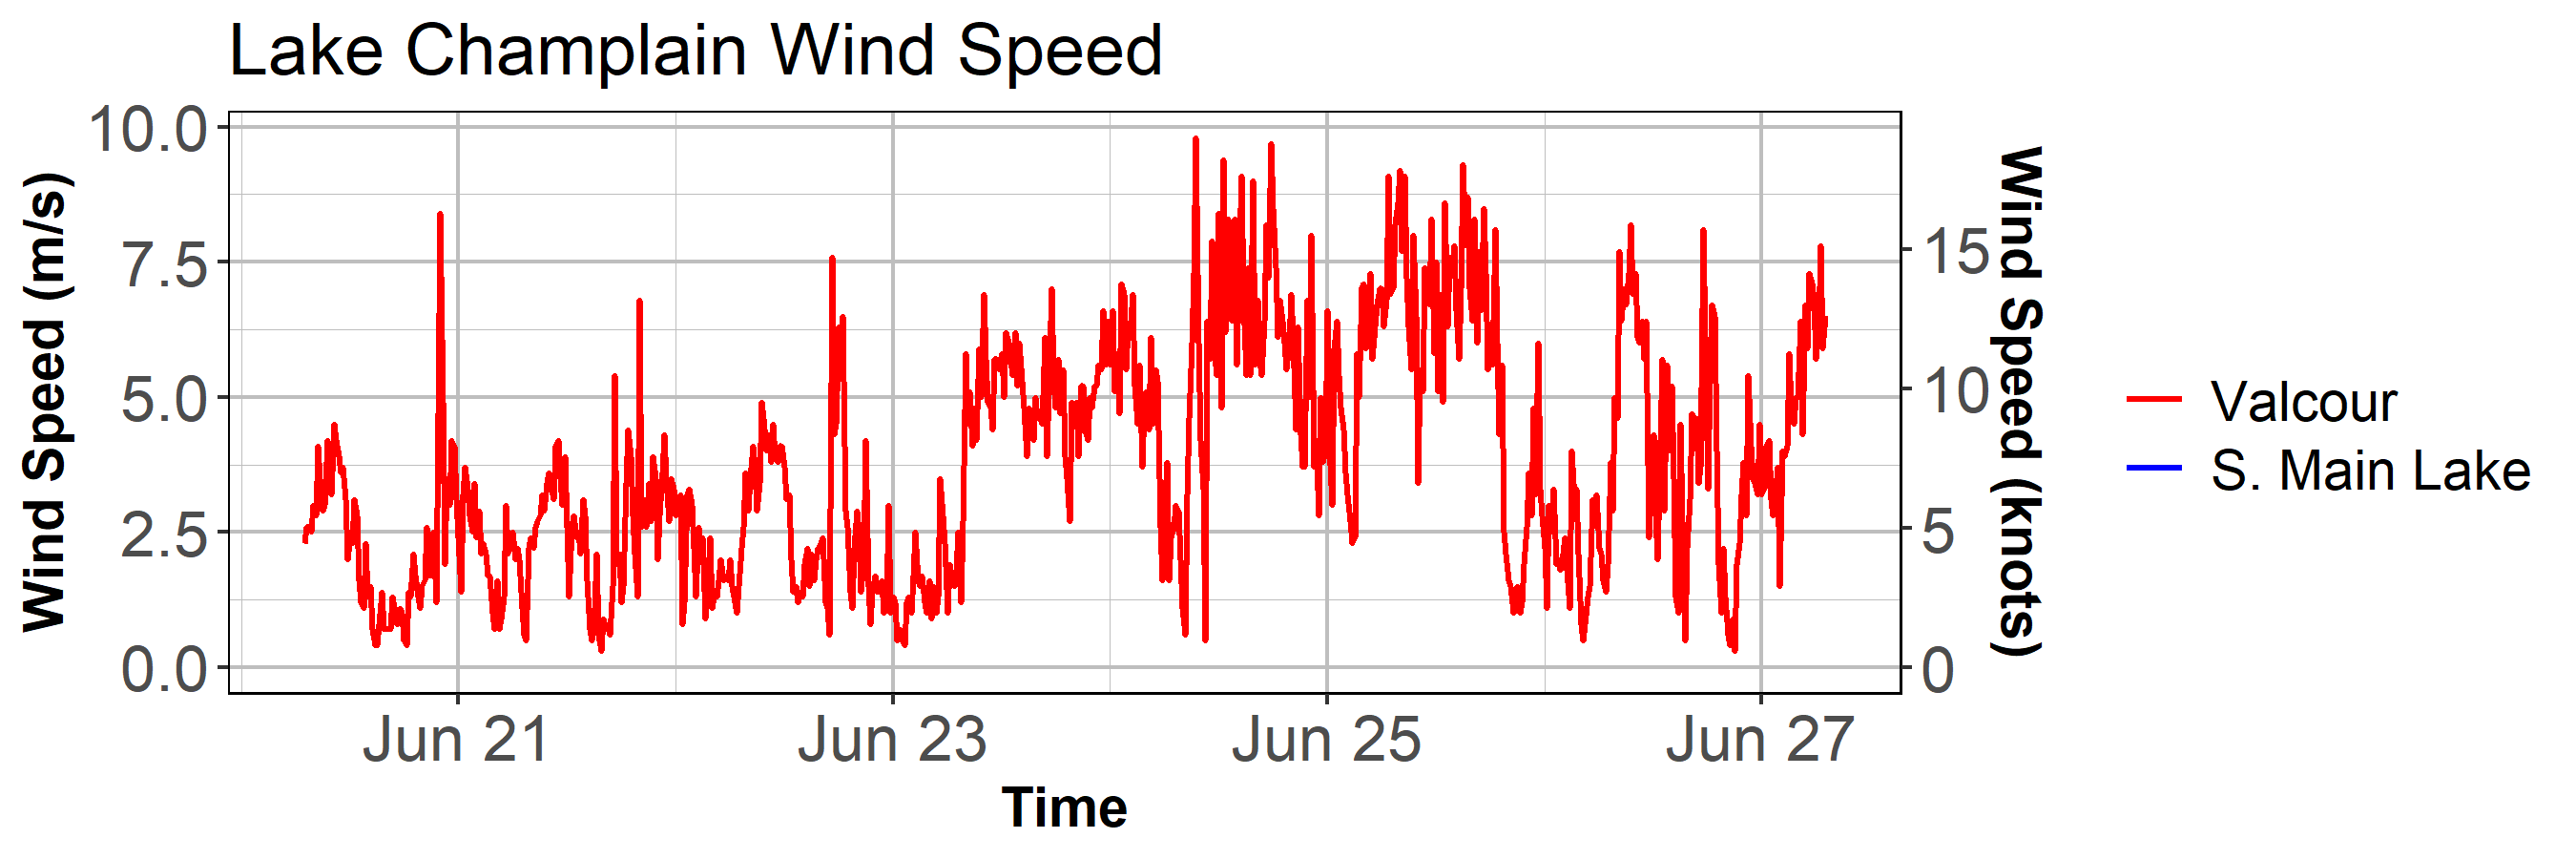 Lake Champlain Wind Speed
10.0
7.5
5.0
2.5
0.0
Wind Speed (m/s)
15
10
5
0
Wind Speed (knots)
Jun 21
Jun 23
Jun 25
Jun 27
Time
Valcour
S. Main Lake